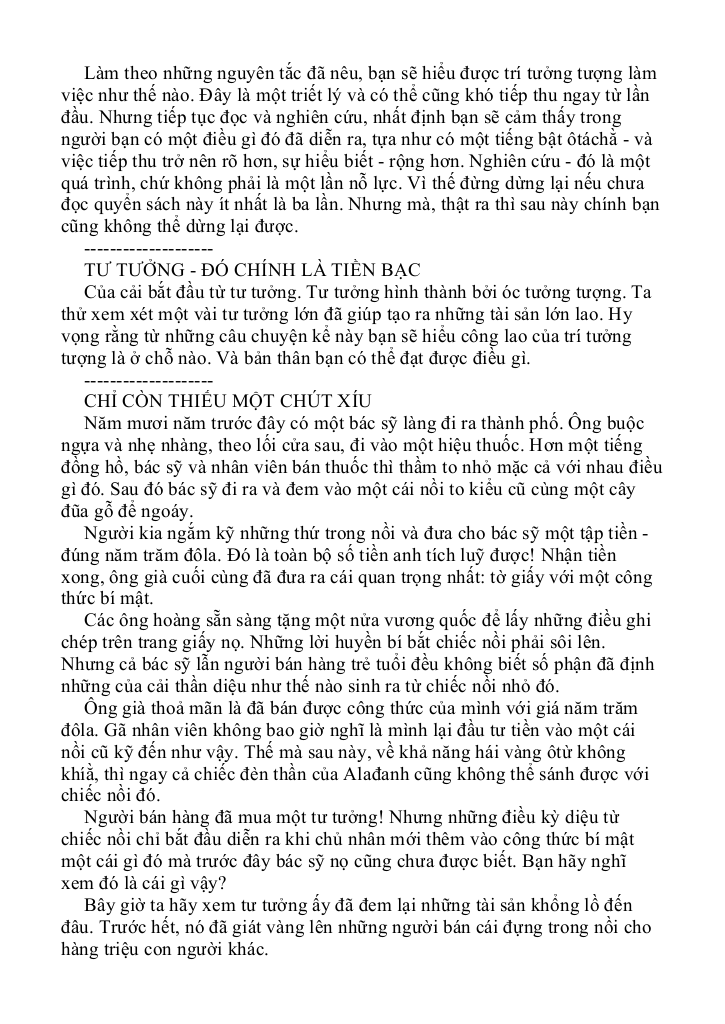 Làm theo những nguyên tắc đã nêu, bạn sẽ hiểu được trí tưởng tượng làm
việc như thế nào. Đây là một triết lý và có thể cũng khó tiếp thu ngay từ lần
đầu. Nhưng tiếp tục đọc và nghiên cứu, nhất định bạn sẽ cảm thấy trong
người bạn có một điều gì đó đã diễn ra, tựa như có một tiếng bật ôtáchằ - và
việc tiếp thu trở nên rõ hơn, sự hiểu biết - rộng hơn. Nghiên cứu - đó là một
quá trình, chứ không phải là một lần nỗ lực. Vì thế đừng dừng lại nếu chưa
đọc quyển sách này ít nhất là ba lần. Nhưng mà, thật ra thì sau này chính bạn
cũng không thể dừng lại được.
--------------------
TƯ TƯỞNG - ĐÓ CHÍNH LÀ TIỀN BẠC
Của cải bắt đầu từ tư tưởng. Tư tưởng hình thành bởi óc tưởng tượng. Ta
thử xem xét một vài tư tưởng lớn đã giúp tạo ra những tài sản lớn lao. Hy
vọng rằng từ những câu chuyện kể này bạn sẽ hiểu công lao của trí tưởng
tượng là ở chỗ nào. Và bản thân bạn có thể đạt được điều gì.
--------------------
CHỈ CÒN THIẾU MỘT CHÚT XÍU
Năm mươi năm trước đây có một bác sỹ làng đi ra thành phố. Ông buộc
ngựa và nhẹ nhàng, theo lối cửa sau, đi vào một hiệu thuốc. Hơn một tiếng
đồng hồ, bác sỹ và nhân viên bán thuốc thì thầm to nhỏ mặc cả với nhau điều
gì đó. Sau đó bác sỹ đi ra và đem vào một cái nồi to kiểu cũ cùng một cây
đũa gỗ để ngoáy.
Người kia ngắm kỹ những thứ trong nồi và đưa cho bác sỹ một tập tiền -
đúng năm trăm đôla. Đó là toàn bộ số tiền anh tích luỹ được! Nhận tiền
xong, ông già cuối cùng đã đưa ra cái quan trọng nhất: tờ giấy với một công
thức bí mật.
Các ông hoàng sẵn sàng tặng một nửa vương quốc để lấy những điều ghi
chép trên trang giấy nọ. Những lời huyền bí bắt chiếc nồi phải sôi lên.
Nhưng cả bác sỹ lẫn người bán hàng trẻ tuổi đều không biết số phận đã định
những của cải thần diệu như thế nào sinh ra từ chiếc nồi nhỏ đó.
Ông già thoả mãn là đã bán được công thức của mình với giá năm trăm
đôla. Gã nhân viên không bao giờ nghĩ là mình lại đầu tư tiền vào một cái
nồi cũ kỹ đến như vậy. Thế mà sau này, về khả năng hái vàng ôtừ không
khíằ, thì ngay cả chiếc đèn thần của Alađanh cũng không thể sánh được với
chiếc nồi đó.
Người bán hàng đã mua một tư tưởng! Nhưng những điều kỳ diệu từ
chiếc nồi chỉ bắt đầu diễn ra khi chủ nhân mới thêm vào công thức bí mật
một cái gì đó mà trước đây bác sỹ nọ cũng chưa được biết. Bạn hãy nghĩ
xem đó là cái gì vậy?
Bây giờ ta hãy xem tư tưởng ấy đã đem lại những tài sản khổng lồ đến
đâu. Trước hết, nó đã giát vàng lên những người bán cái đựng trong nồi cho
hàng triệu con người khác.